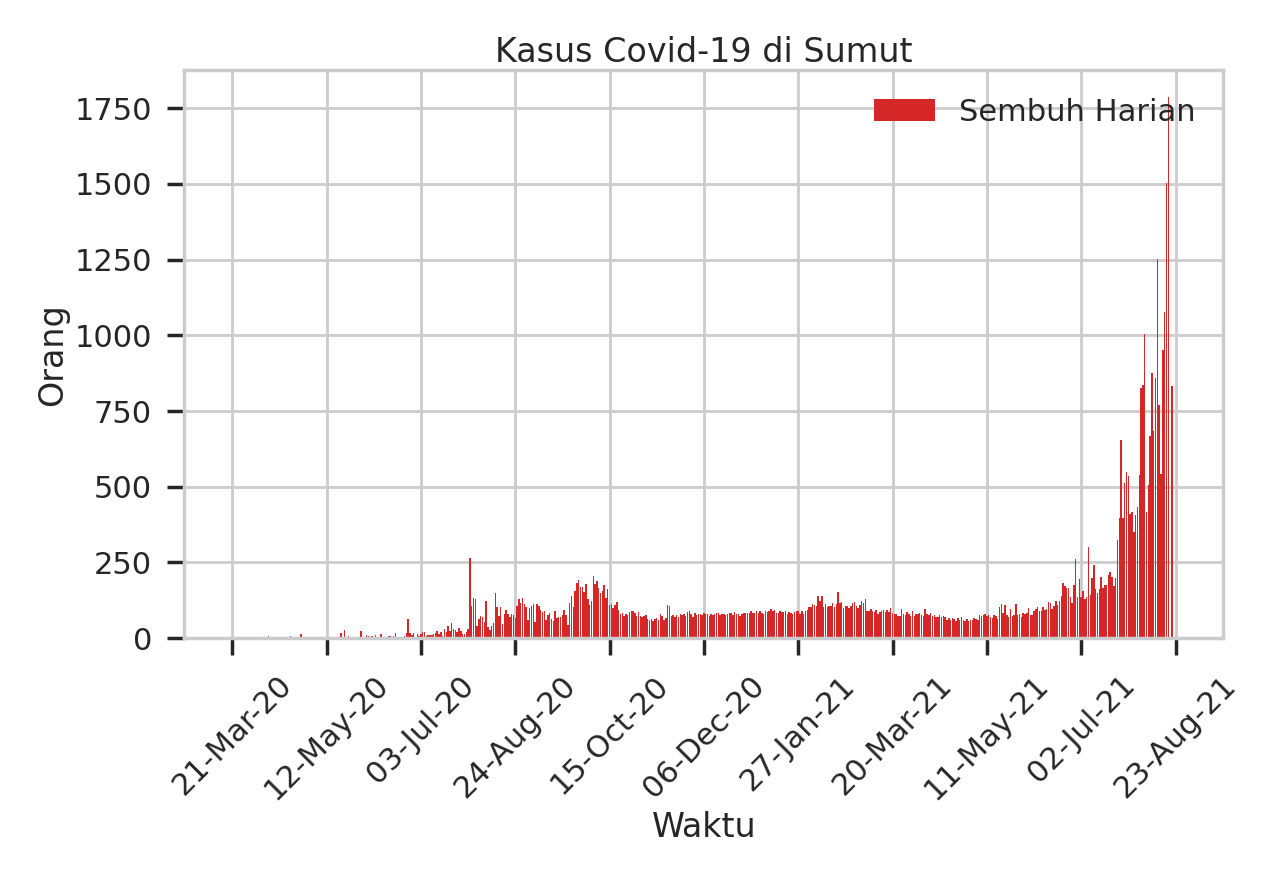 Kasus Covid-19 di Sumut
Sembuh Harian
Orang
1750
1500
1250
1000
750
500
250
0
21-Mar-20
12-May-20
03-Jul-20
24-Aug-20
15-Oct-20
06-Dec-20
27-Jan-21
20-Mar-21
11-May-21
02-Jul-21
23-Aug-21
Waktu